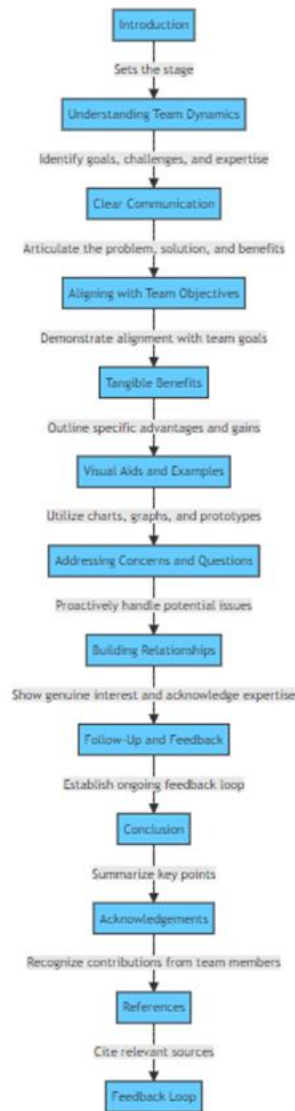 Introduction
Sets the stage
Understanding Team Dynamics
Identify goals, challenges, and expertise
Clear Communication
Articulate the problem, solution, and benefits
Aligning with Team Objectives
Demonstrate alignment with team goals
Tangible Benefits
Outline specific advantages and gains
Visual Aids and Examples
Utilize charts, graphs, and prototypes
Addressing Concerns and Questions
Proactively handle potential issues
Building Relationships
Show genuine interest and acknowledge expertise
Follow-Up and Feedback
Establish ongoing feedback loop
Conclusion
Summarize key points
Acknowledgements
Recognize contributions from team members
References
Cite relevant sources
Feedback Loop